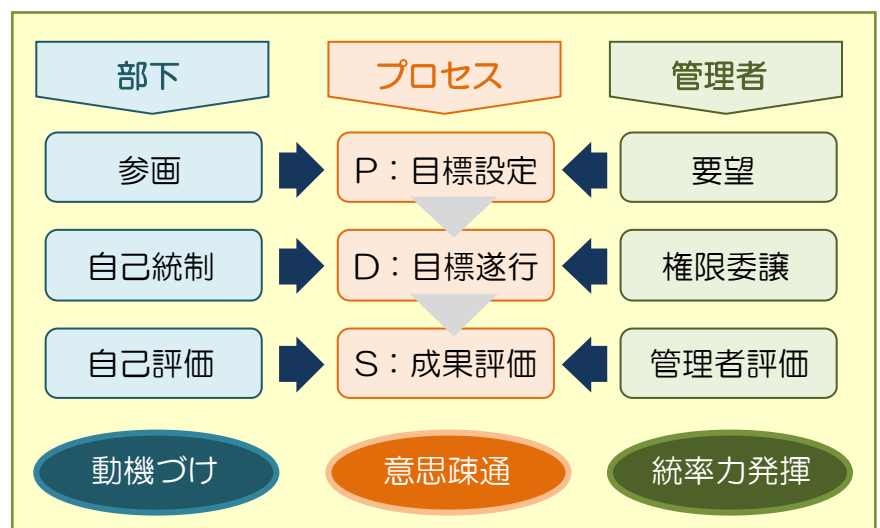 部下
プロセス
管理者
参画
P：目標設定
要望
自己統制
D：目標遂行
権限委譲
自己評価
S：成果評価
管理者評価
動機づけ
意思疎通
統率力発揮